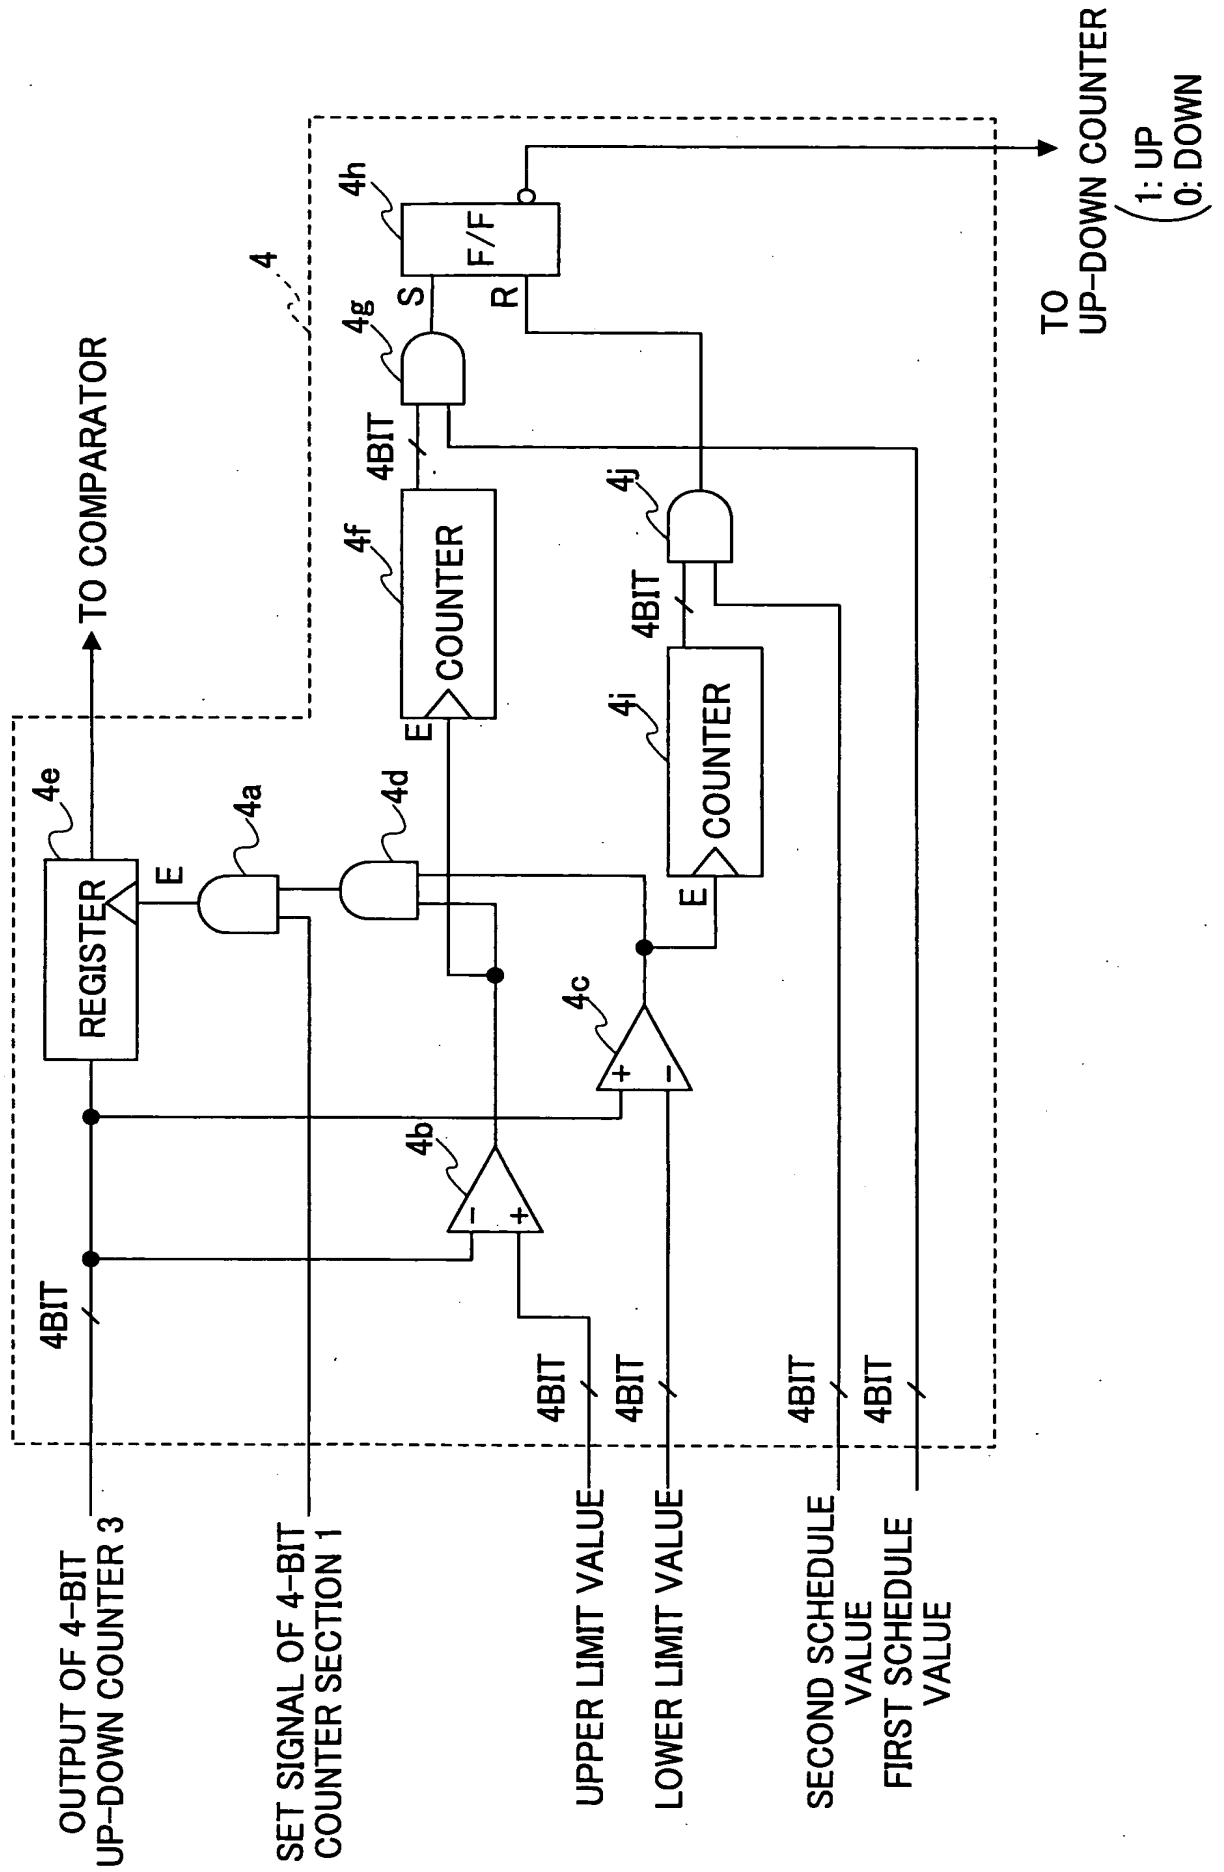 OUTPUT OF 4-BIT
UP-DOWN COUNTER 3
SET SIGNAL OF 4-BIT
COUNTER SECTION 1
UPPER LIMIT VALUE
LOWER LIMIT VALUE
SECOND SCHEDULE
VALUE
FIRST SCHEDULE
VALUE
4BIT
4BIT
4BIT
4BIT
4BIT
4b
-
+
4c
+
-
REGISTER
4e
E
4a
4d
E
COUNTER
4f
E
COUNTER
4i
4BIT
4g
4BIT
4j
S
R
F/F
4h
4
TO COMPARATOR
TO
UP-DOWN COUNTER
1: UP
0: DOWN